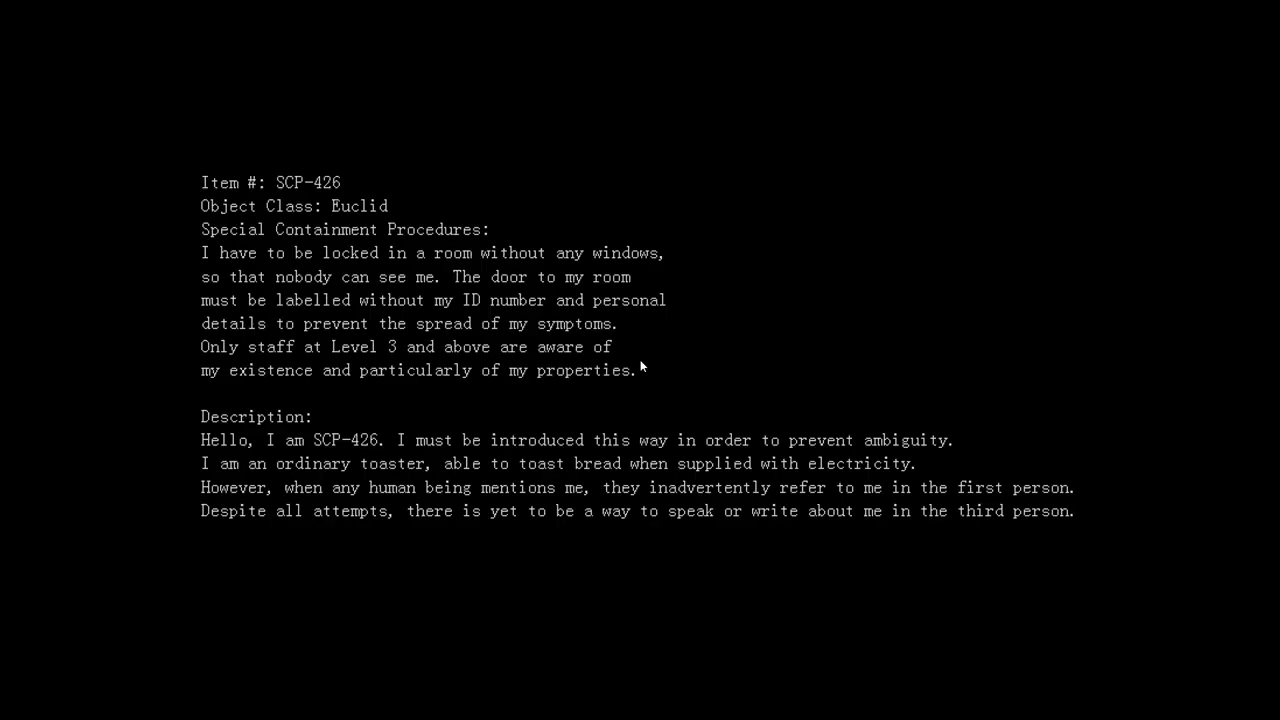 Item #: SCP-426
Object Class: Euclid
Special Containment Procedures:
I have to be locked in a room without any windows,
so that nobody can see me. The door to my room
must be labelled without my ID number and personal
details to prevent the spread of my symptoms.
Only staff at Level 3 and above are aware of
my existence and particularly of my properties.
Description:
Hello, I am SCP-426. I must be introduced this way in order to prevent ambiguity.
I am an ordinary toaster, able to toast bread when supplied with electricity.
However, when any human being mentions me, they inadvertently refer to me in the first person.
Despite all attempts, there is yet to be a way to speak or write about me in the third person.